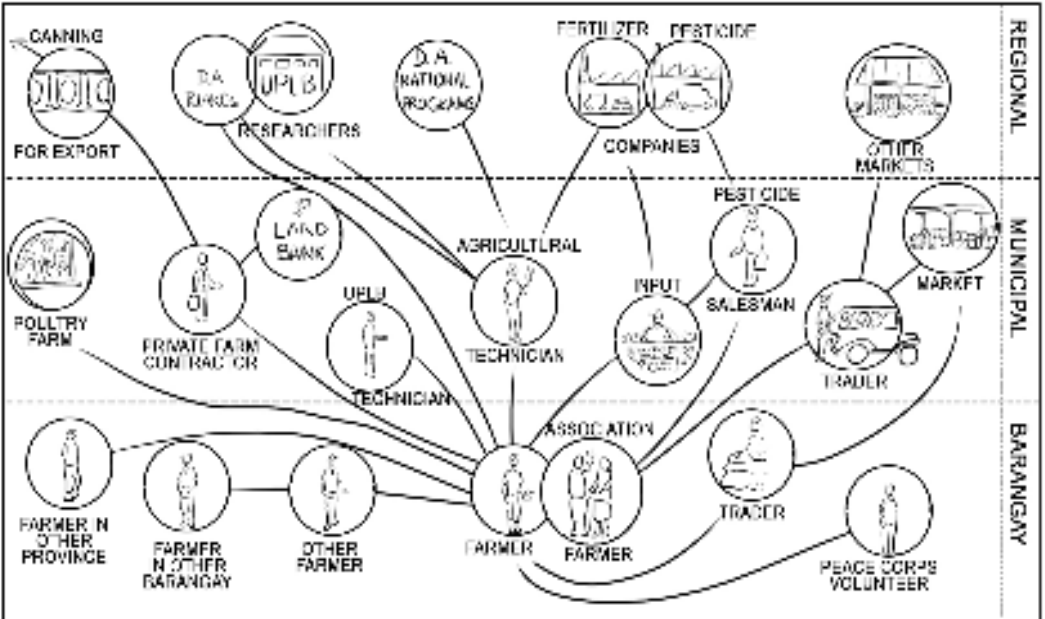 CANNING
FOR EXPORT
D.A.
UPLB
RESEARCHERS
D.A.
NATIONAL
PROGRAMS
FERTILIZER PESTICIDE
COMPANIES
OTHER
MARKETS
REGIONAL
POLLTRY
FARM
PRIVATE FARM
CONTRACTOR
LAND
BANK
UPLB
TECHNICIAN
AGRICULTURAL
TECHNICIAN
INPUT
PESTICIDE
SALESMAN
TRADER
MARKET
MUNICIPAL
FARMER IN
OTHER
PROVINCE
FARMER
IN OTHER
BARANGAY
OTHER
FARMER
FARMER
ASSOCIATION
FARMER
TRADER
PEACE CORPS
VOLUNTEER
BARANGAY